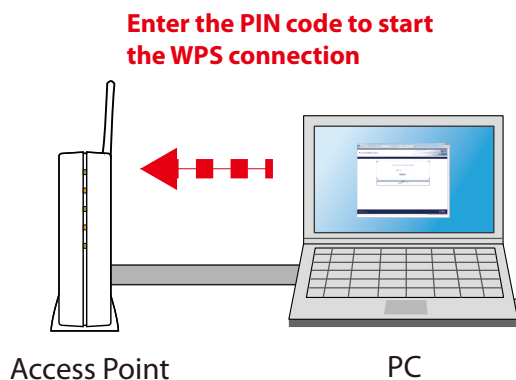 Enter the PIN code to start
the WPS connection
Access Point
PC